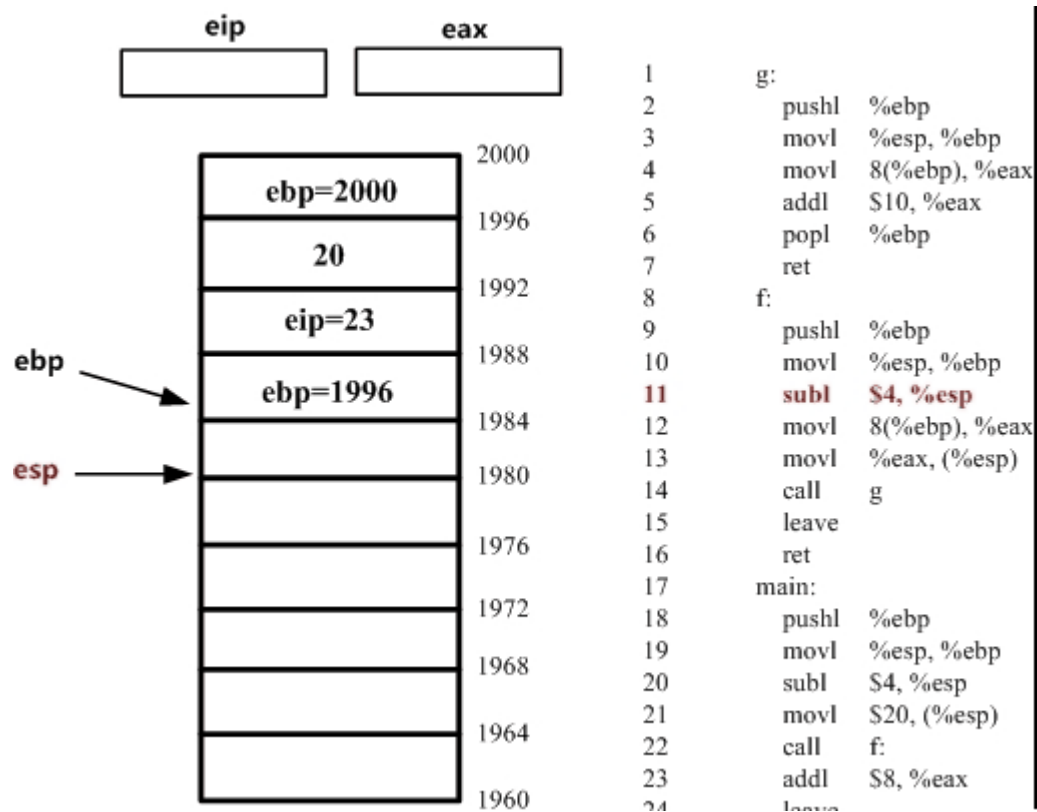 eip eax
2000
ebp=2000
1996
20
1992
eip=23
1988
ebp
ebp=1996
1984
esp
1980
1976
1972
1968
1964
1960
1 g:
2 pushl %ebp
3 movl %esp, %ebp
4 movl 8(%ebp), %eax
5 addl $10, %eax
6 popl %ebp
7 ret
8 f:
9 pushl %ebp
10 movl %esp, %ebp
11 subl $4, %esp
12 movl 8(%ebp), %eax
13 movl %eax, (%esp)
14 call g
15 leave
16 ret
17 main:
18 pushl %ebp
19 movl %esp, %ebp
20 subl $4, %esp
21 movl $20, (%esp)
22 call f:
23 addl $8, %eax
24 leave